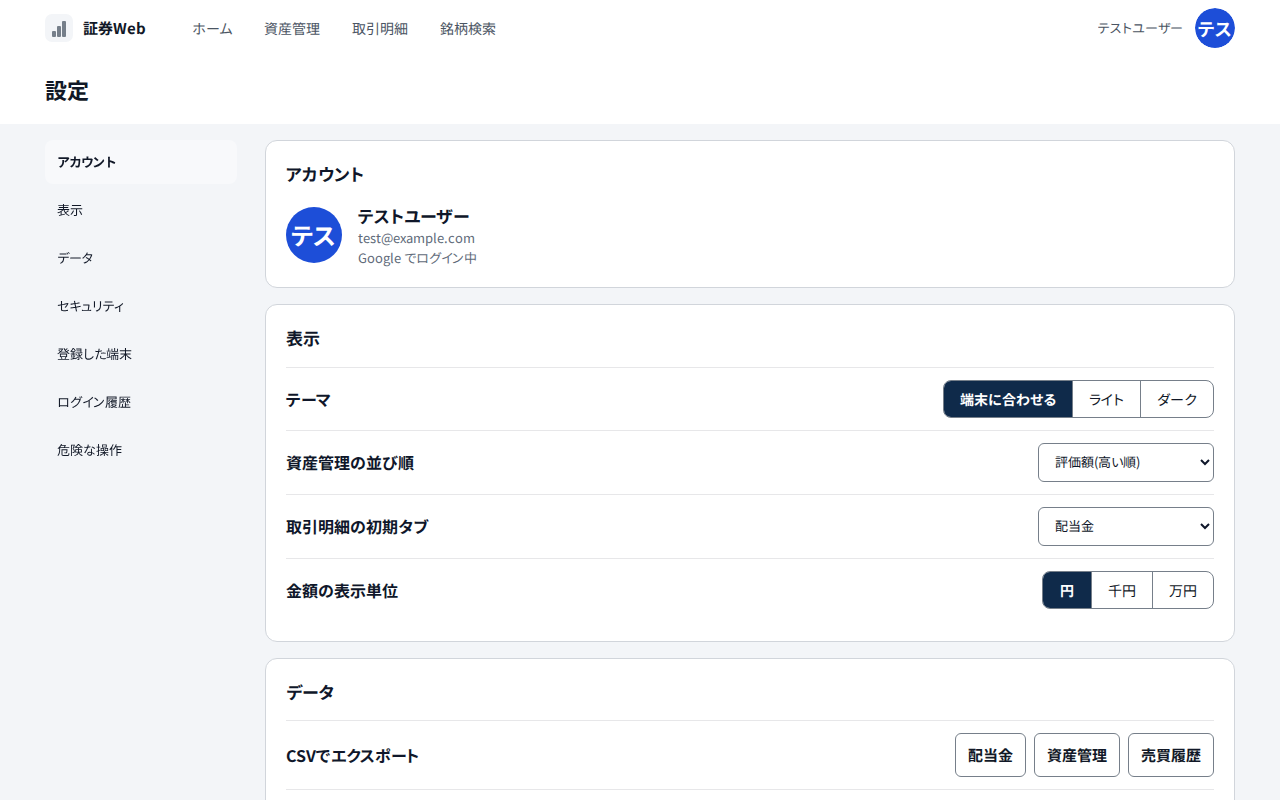 証券Web ホーム 資産管理 取引明細 銘柄検索 テストユーザー テス
設定
アカウント
表示
データ
セキュリティ
登録した端末
ログイン履歴
危険な操作
アカウント
テス
テストユーザー
test@example.com
Google でログイン中
表示
テーマ 端末に合わせる ライト ダーク
資産管理の並び順 評価額(高い順)
取引明細の初期タブ 配当金
金額の表示単位 円 千円 万円
データ
CSVでエクスポート 配当金 資産管理 売買履歴